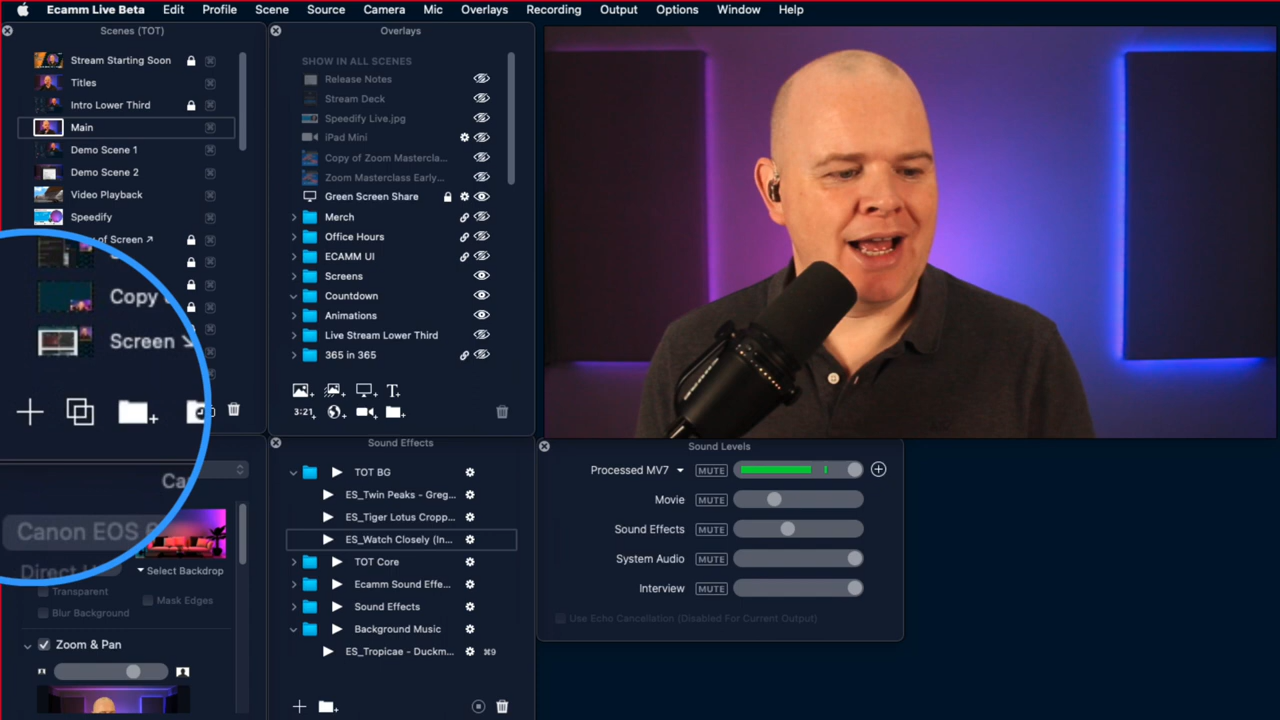 Ecamm Live Beta Edit Profile Scene Source Camera Mic Overlays Recording Output Options Window Help
Scenes (TOT)
Stream Starting Soon
Titles
Intro Lower Third
Main
Demo Scene 1
Demo Scene 2
Video Playback
Speedify
of Screen ↗
Copy
Screen
Canon EOS
Select Backdrop
Transparent
Mask Edges
Blur Background
Zoom & Pan
Overlays
SHOW IN ALL SCENES
Release Notes
Stream Deck
Speedify Live.jpg
iPad Mini
Copy of Zoom Mastercla...
Zoom Masterclass Early...
Green Screen Share
Merch
Office Hours
ECAMM UI
Screens
Countdown
Animations
Live Stream Lower Third
365 in 365
T+
3:21+
Sound Effects
TOT BG
ES_Twin Peaks - Greg...
ES_Tiger Lotus Cropp...
ES_Watch Closely (In...
TOT Core
Ecamm Sound Effe...
Sound Effects
Background Music
ES_Tropicae - Duckm... ⌘9
Sound Levels
Processed MV7 MUTE
Movie MUTE
Sound Effects MUTE
System Audio MUTE
Interview MUTE
Use Echo Cancellation (Disabled For Current Output)